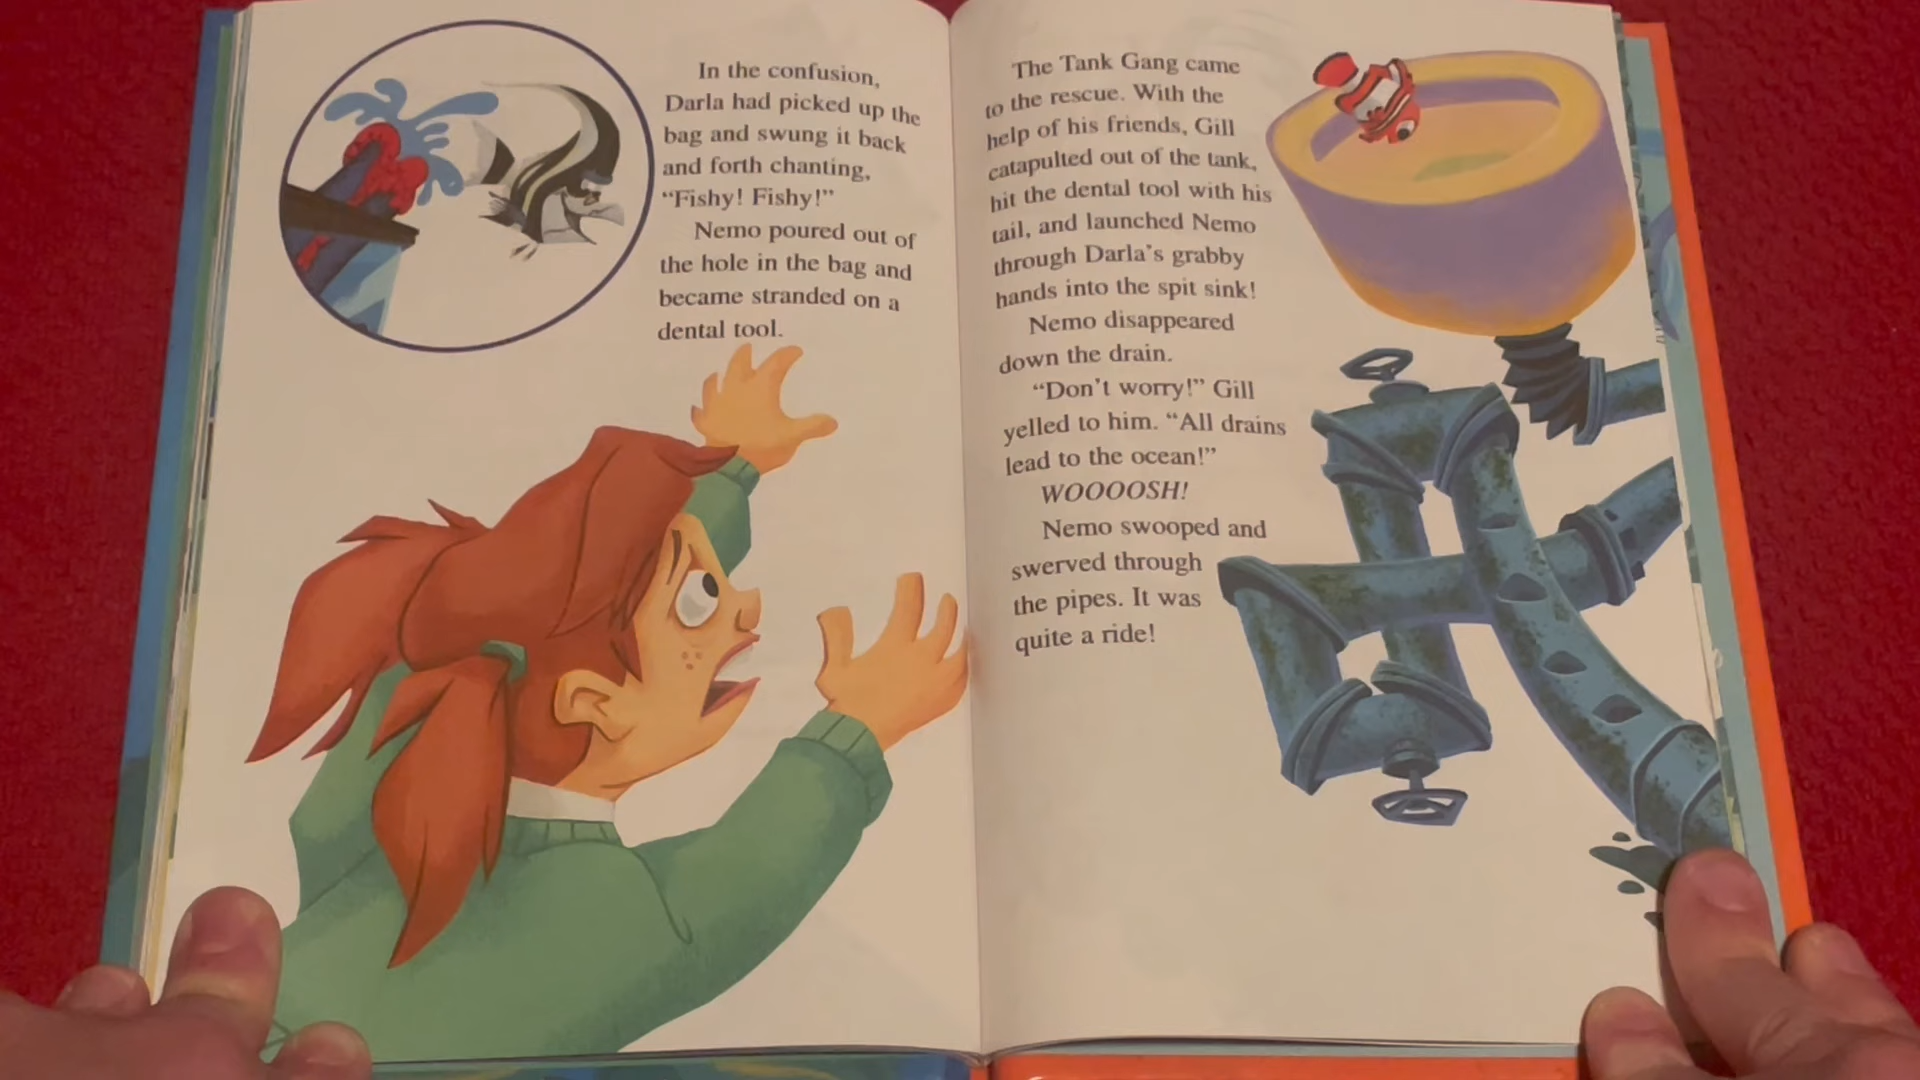 In the confusion,
Darla had picked up the
bag and swung it back
and forth chanting,
“Fishy! Fishy!”
Nemo poured out of
the hole in the bag and
became stranded on a
dental tool.
The Tank Gang came
to the rescue. With the
help of his friends, Gill
catapulted out of the tank,
hit the dental tool with his
tail, and launched Nemo
through Darla’s grabby
hands into the spit sink!
Nemo disappeared
down the drain.
“Don’t worry!” Gill
yelled to him. “All drains
lead to the ocean!”
WOOOOSH!
Nemo swooped and
swerved through
the pipes. It was
quite a ride!